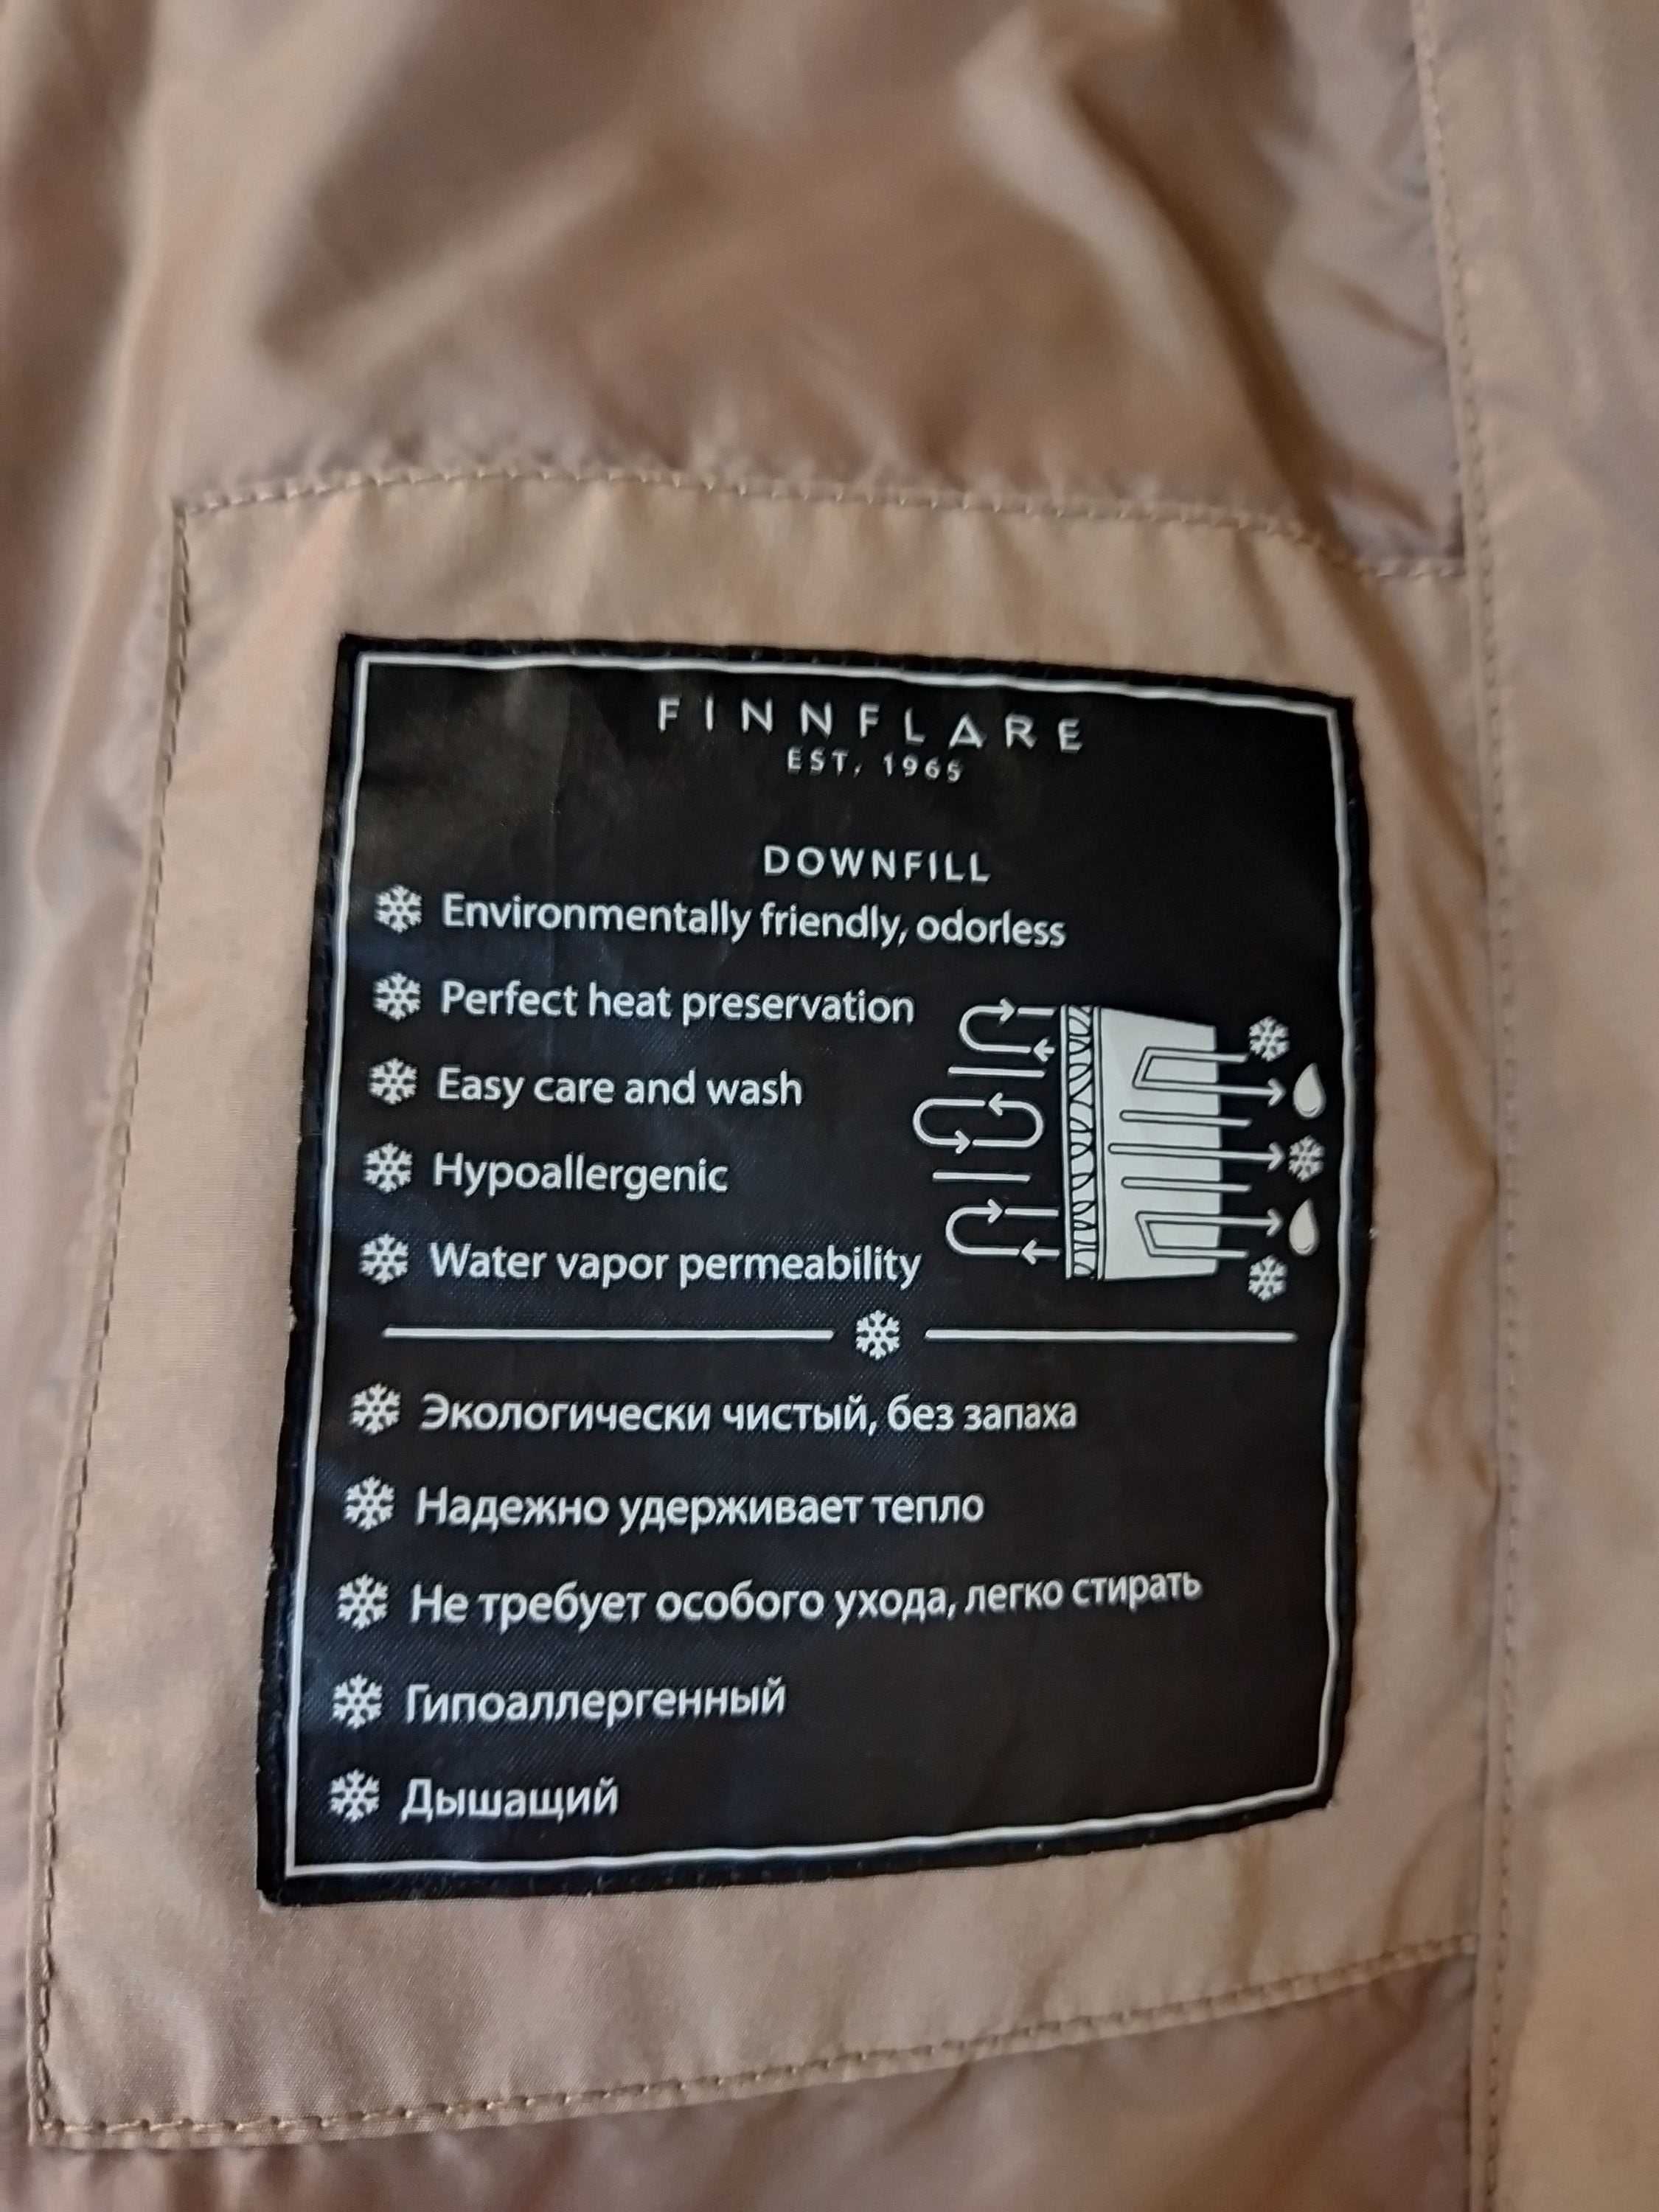 FINNFLARE
EST. 1965
DOWNFILL
Environmentally friendly, odorless
Perfect heat preservation
Easy care and wash
Hypoallergenic
Water vapor permeability
Экологически чистый, без запаха
Надежно удерживает тепло
Не требует особого ухода, легко стирать
Гипоаллергенный
Дышащий